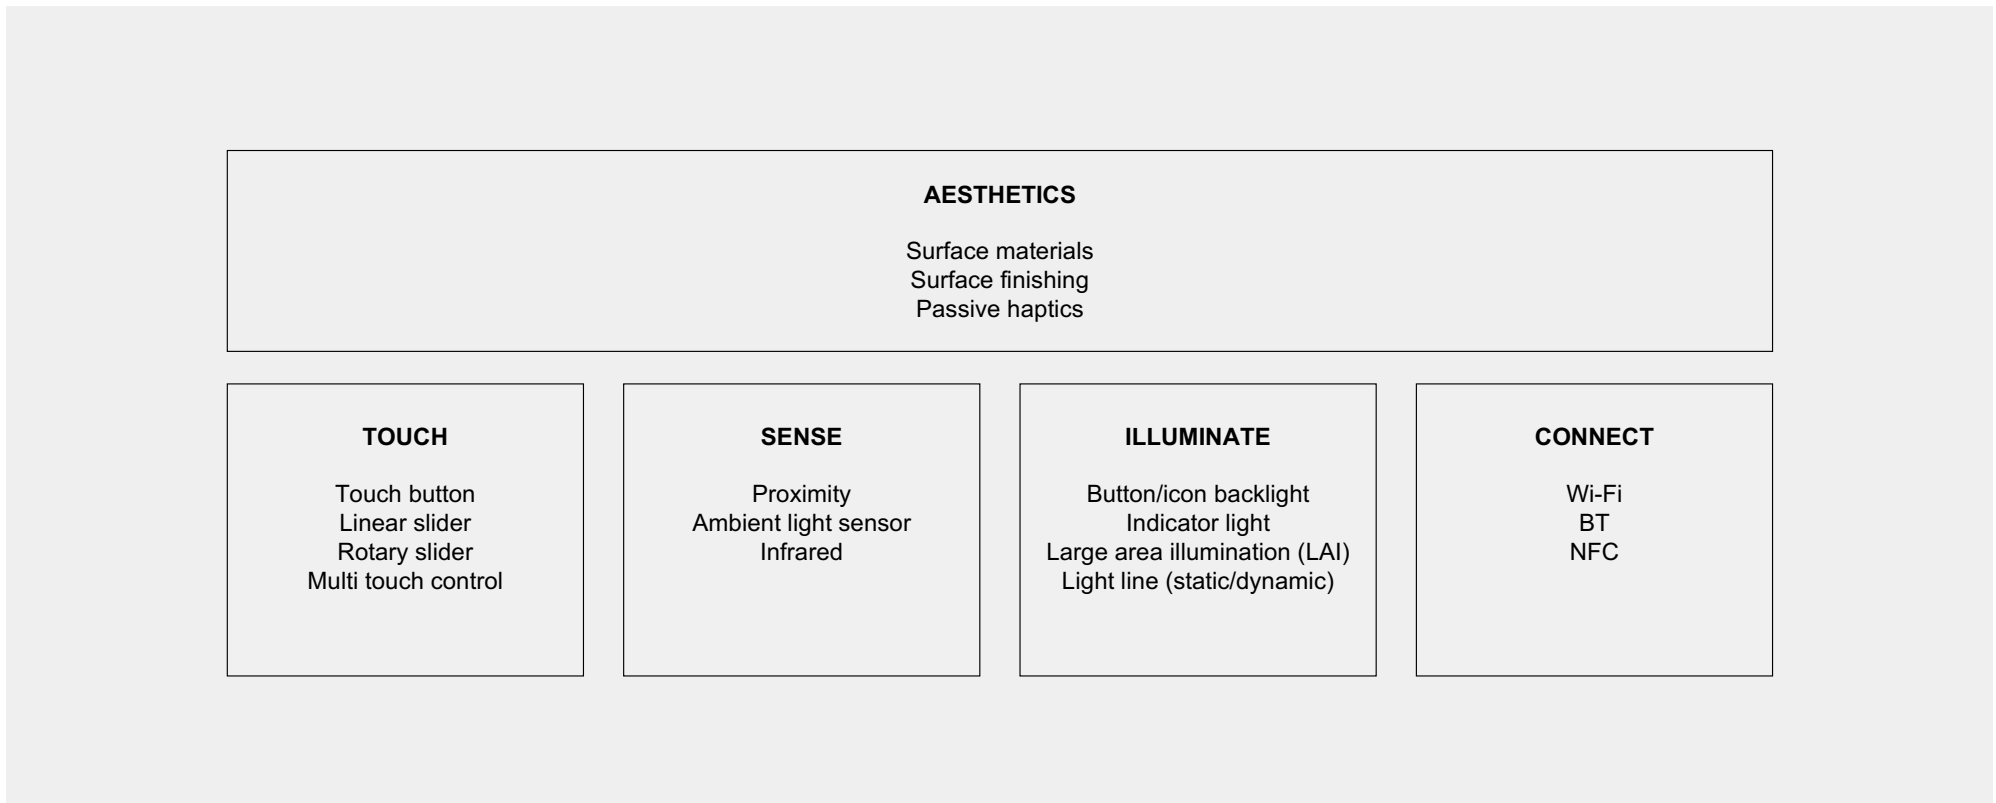 AESTHETICS
Surface materials
Surface finishing
Passive haptics
TOUCH
Touch button
Linear slider
Rotary slider
Multi touch control
SENSE
Proximity
Ambient light sensor
Infrared
ILLUMINATE
Button/icon backlight
Indicator light
Large area illumination (LAI)
Light line (static/dynamic)
CONNECT
Wi-Fi
BT
NFC